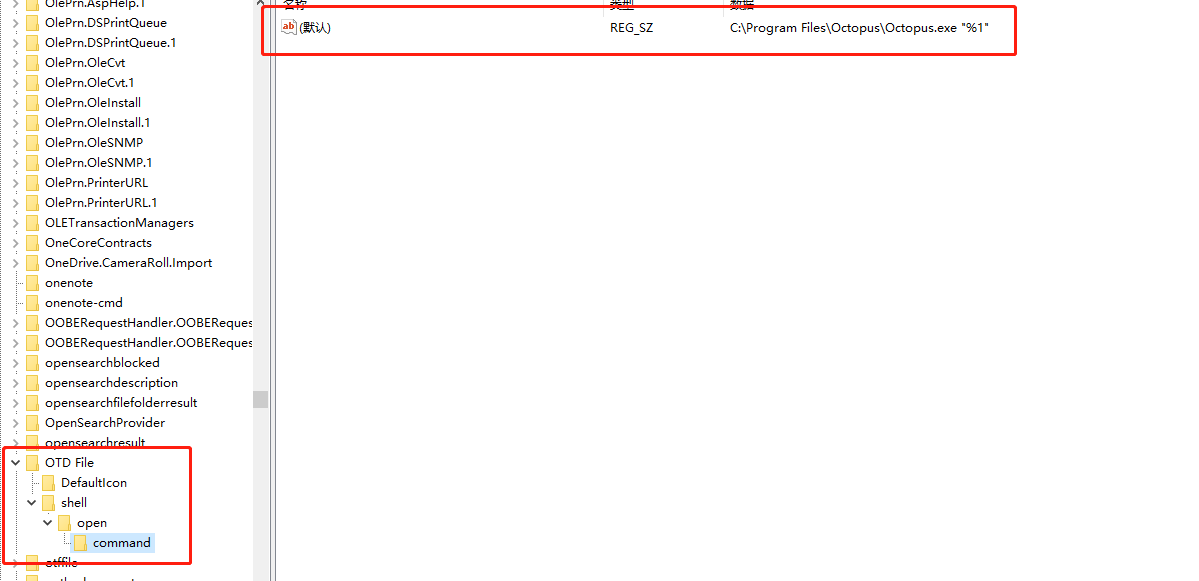 OlePrn.AspHelp.1
OlePrn.DSPrintQueue
OlePrn.DSPrintQueue.1
OlePrn.OleCvt
OlePrn.OleCvt.1
OlePrn.OleInstall
OlePrn.OleInstall.1
OlePrn.OleSNMP
OlePrn.OleSNMP.1
OlePrn.PrinterURL
OlePrn.PrinterURL.1
OLETransactionManagers
OneCoreContracts
OneDrive.CameraRoll.Import
onenote
onenote-cmd
OOBERequestHandler.OOBEReques
OOBERequestHandler.OOBEReques
opensearchblocked
opensearchdescription
opensearchfilefolderresult
OpenSearchProvider
opensearchresult
OTD File
DefaultIcon
shell
open
command
otffile
名称 类型 数据
ab (默认) REG_SZ C:\Program Files\Octopus\Octopus.exe "%1"